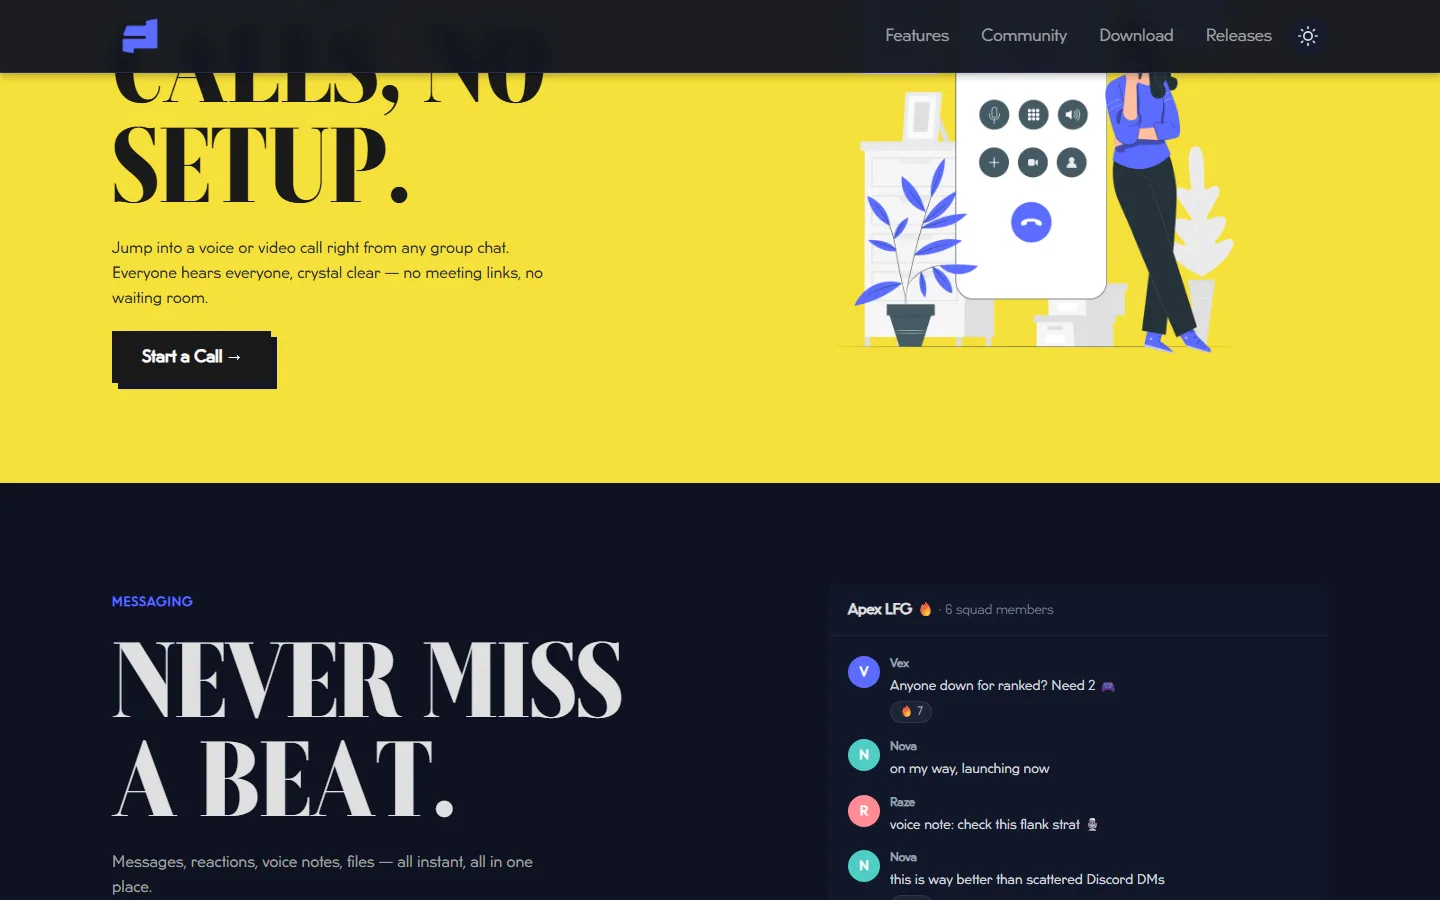 Features
Community
Download
Releases
CALLS, NO
SETUP.
Jump into a voice or video call right from any group chat.
Everyone hears everyone, crystal clear — no meeting links, no
waiting room.
Start a Call →
MESSAGING
NEVER MISS
A BEAT.
Messages, reactions, voice notes, files — all instant, all in one
place.
Apex LFG 🔥 · 6 squad members
V
Vex
Anyone down for ranked? Need 2 🎮
🔥 7
N
Nova
on my way, launching now
R
Raze
voice note: check this flank strat 🎙️
N
Nova
this is way better than scattered Discord DMs